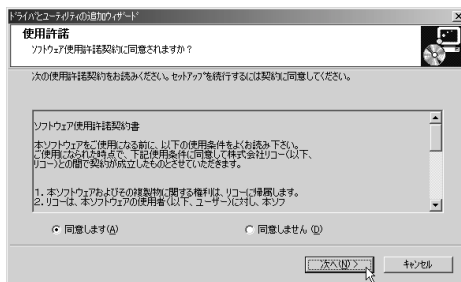 ﾄﾞﾗｲﾊﾞとﾕｰﾃｨﾘﾃｨの追加ｳｨｻﾞｰﾄﾞ
使用許諾
ソフトウェア使用許諾契約に同意されますか?
次の使用許諾契約をお読みください。セットアップを続行するには契約に同意してください。
ソフトウェア使用許諾契約書
本ソフトウェアをご使用になる前に、以下の使用条件をよくお読み下さい。
ご使用になられた時点で、下記使用条件に同意して株式会社リコー(以下、
リコー)との間で契約が成立したものとさせていただきます。
1. 本ソフトウェアおよびその複製物に関する権利は、リコーに帰属します。
2. リコーは、本ソフトウェアの使用者(以下、ユーザー)に対し、本ソフ
同意します(A)
同意しません (D)
次へ(N) >
キャンセル